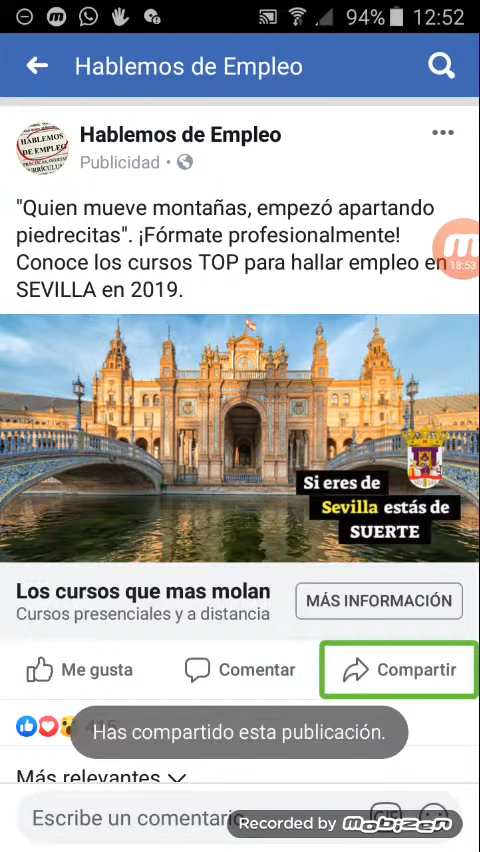 94% 12:52
Hablemos de Empleo
HABLEMOS
DE EMPLEO
Hablemos de Empleo
Publicidad •
"Quien mueve montañas, empezó apartando
piedrecitas". ¡Fórmate profesionalmente!
Conoce los cursos TOP para hallar empleo en
SEVILLA en 2019.
18:53
Si eres de
Sevilla estás de
SUERTE
Los cursos que mas molan
Cursos presenciales y a distancia
MÁS INFORMACIÓN
Me gusta
Comentar
Compartir
Has compartido esta publicación.
Más relevantes
Escribe un comentario
GIF
Recorded by mobizen